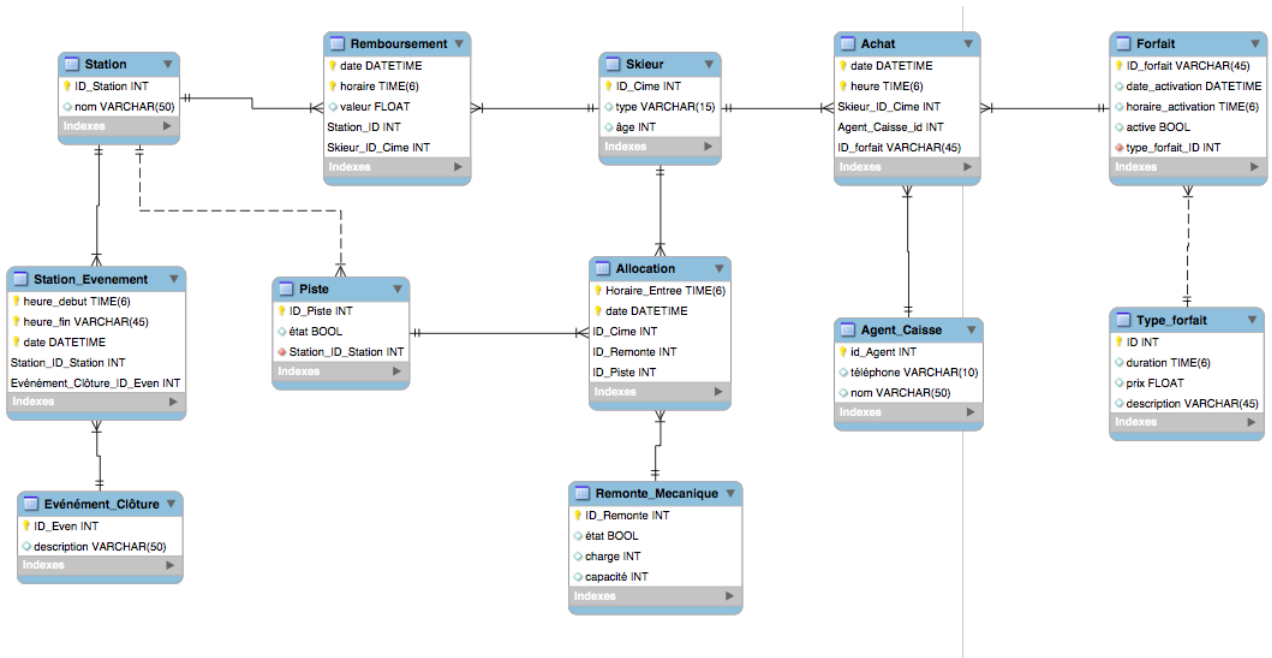 Station
ID_Station INT
nom VARCHAR(50)
Indexes
Remboursement
date DATETIME
horaire TIME(6)
valeur FLOAT
Station_ID INT
Skieur_ID_Cime INT
Indexes
Skieur
ID_Cime INT
type VARCHAR(15)
âge INT
Indexes
Achat
date DATETIME
heure TIME(6)
Skieur_ID_Cime INT
Agent_Caisse_id INT
ID_forfait VARCHAR(45)
Indexes
Forfait
ID_forfait VARCHAR(45)
date_activation DATETIME
horaire_activation TIME(6)
active BOOL
type_forfait_ID INT
Indexes
Station_Evenement
heure_debut TIME(6)
heure_fin VARCHAR(45)
date DATETIME
Station_ID_Station INT
Evénément_Clôture_ID_Even INT
Indexes
Piste
ID_Piste INT
état BOOL
Station_ID_Station INT
Indexes
Allocation
Horaire_Entree TIME(6)
date DATETIME
ID_Cime INT
ID_Remonte INT
ID_Piste INT
Indexes
Agent_Caisse
id_Agent INT
téléphone VARCHAR(10)
nom VARCHAR(50)
Indexes
Type_forfait
ID INT
duration TIME(6)
prix FLOAT
description VARCHAR(45)
Indexes
Evénément_Clôture
ID_Even INT
description VARCHAR(50)
Indexes
Remonte_Mecanique
ID_Remonte INT
état BOOL
charge INT
capacité INT
Indexes